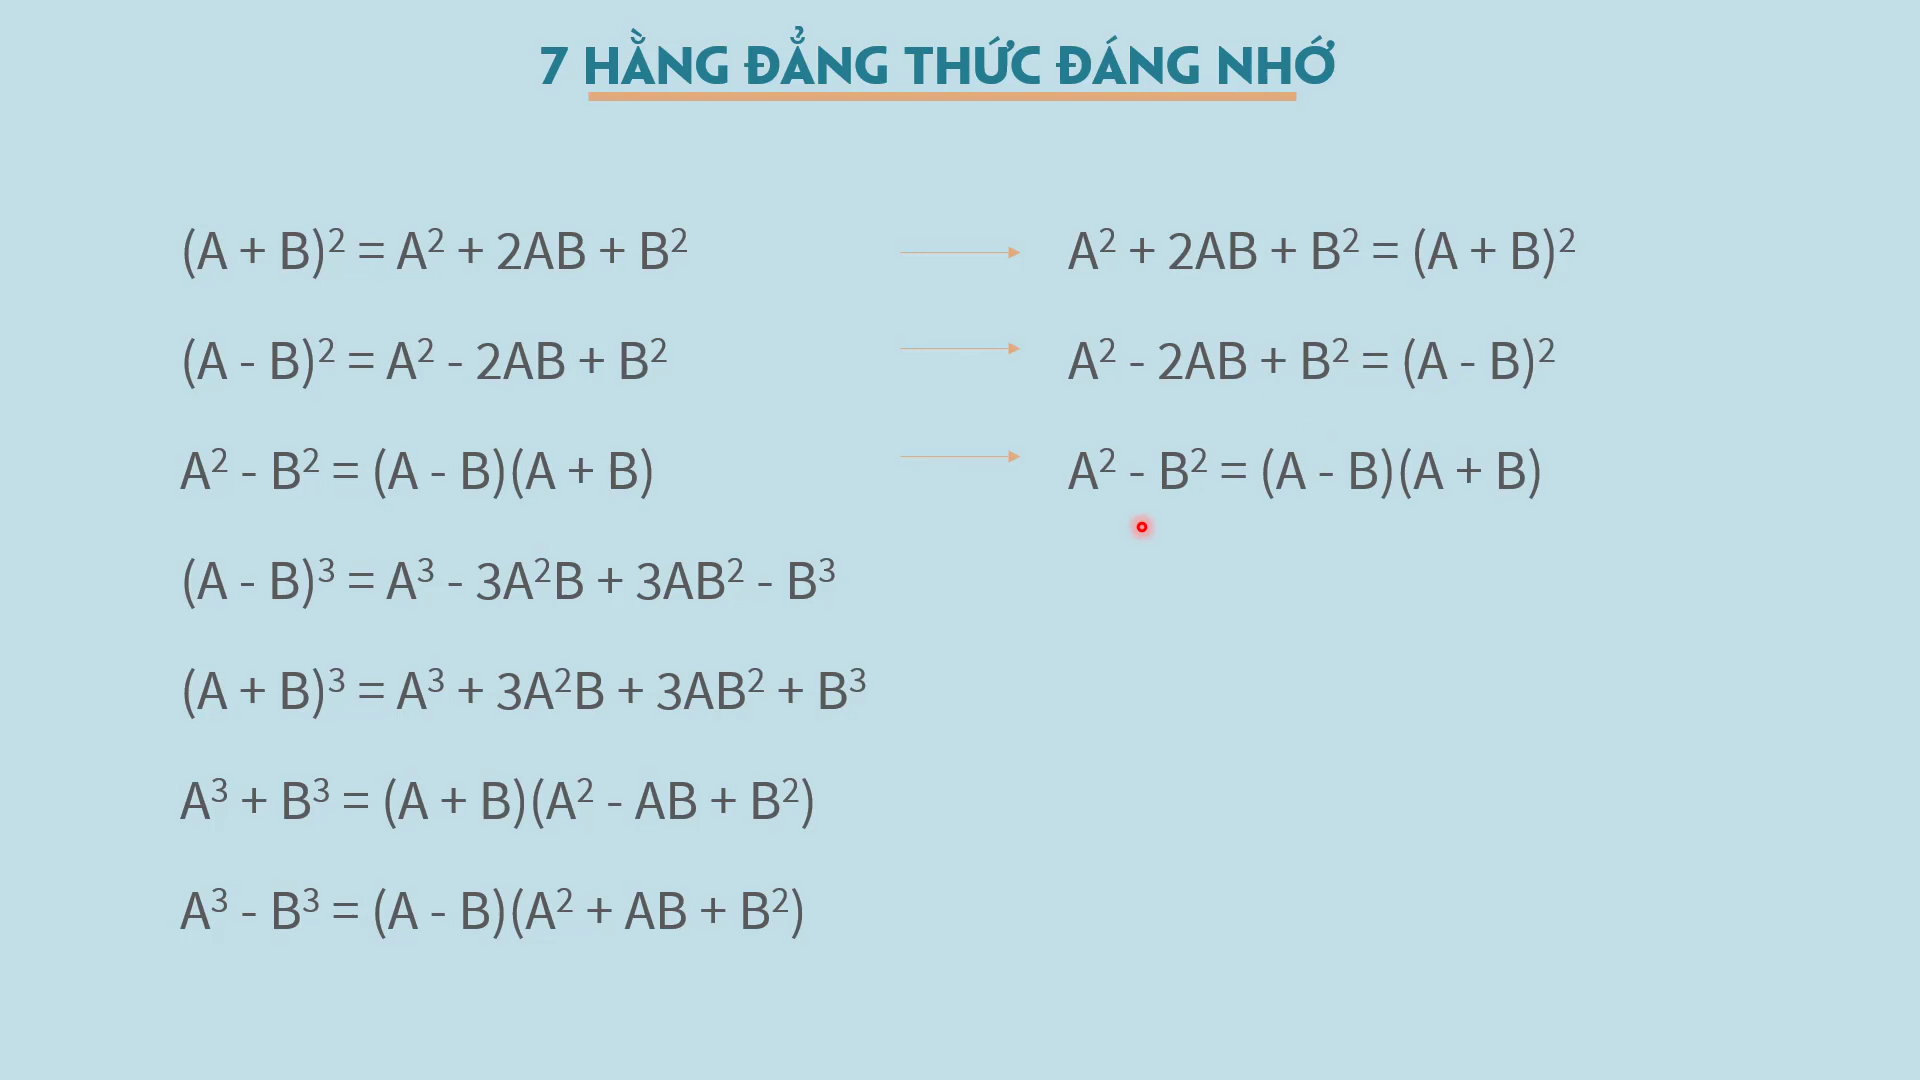 7 HẰNG ĐẲNG THỨC ĐÁNG NHỚ
(A + B)² = A² + 2AB + B²
A² + 2AB + B² = (A + B)²
(A - B)² = A² - 2AB + B²
A² - 2AB + B² = (A - B)²
A² - B² = (A - B)(A + B)
A² - B² = (A - B)(A + B)
(A - B)³ = A³ - 3A²B + 3AB² - B³
(A + B)³ = A³ + 3A²B + 3AB² + B³
A³ + B³ = (A + B)(A² - AB + B²)
A³ - B³ = (A - B)(A² + AB + B²)